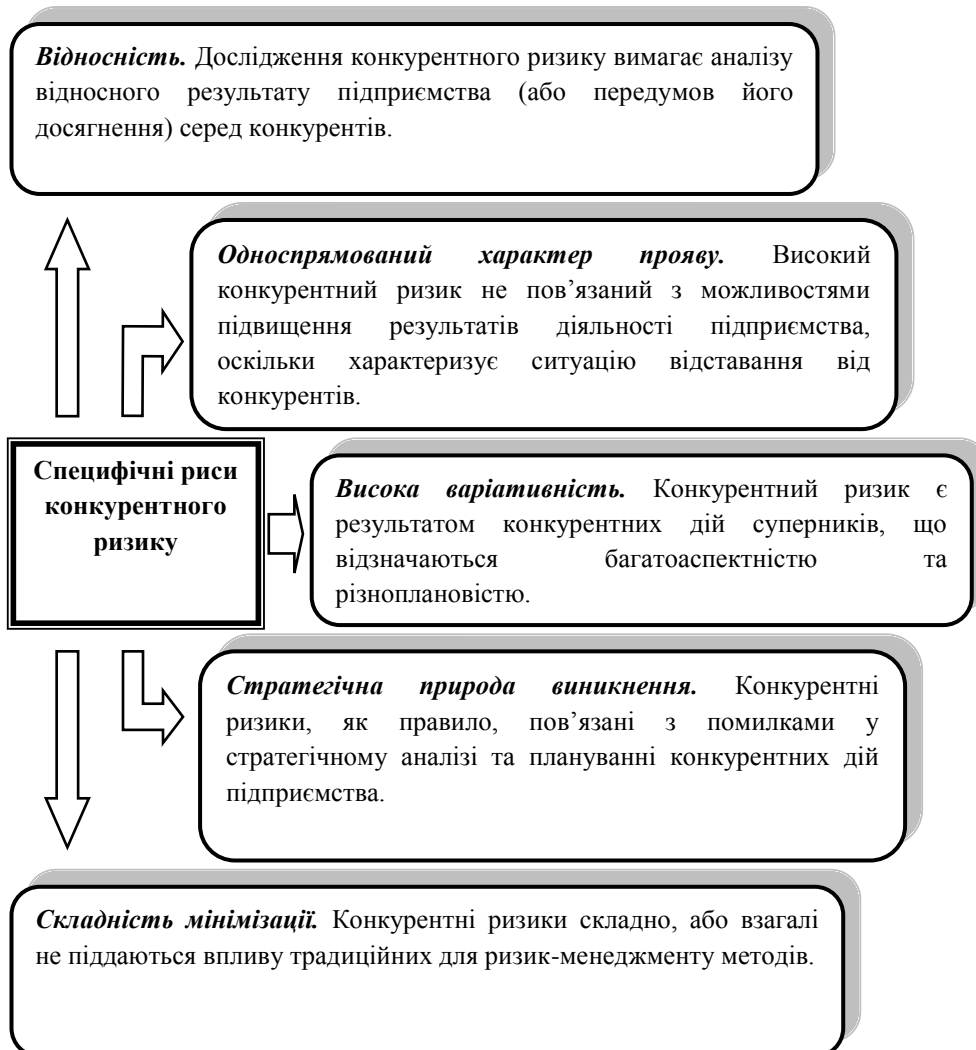 Відносність. Дослідження конкурентного ризику вимагає аналізу
відносного результату підприємства (або передумов його
досягнення) серед конкурентів.
Односпрямований характер прояву. Високий
конкурентний ризик не пов’язаний з можливостями
підвищення результатів діяльності підприємства,
оскільки характеризує ситуацію відставання від
конкурентів.
Специфічні риси
конкурентного
ризику
Висока варіативність. Конкурентний ризик є
результатом конкурентних дій суперників, що
відзначаються багатоаспектністю та
різноплановістю.
Стратегічна природа виникнення. Конкурентні
ризики, як правило, пов’язані з помилками у
стратегічному аналізі та плануванні конкурентних дій
підприємства.
Складність мінімізації. Конкурентні ризики складно, або взагалі
не піддаються впливу традиційних для ризик-менеджменту методів.